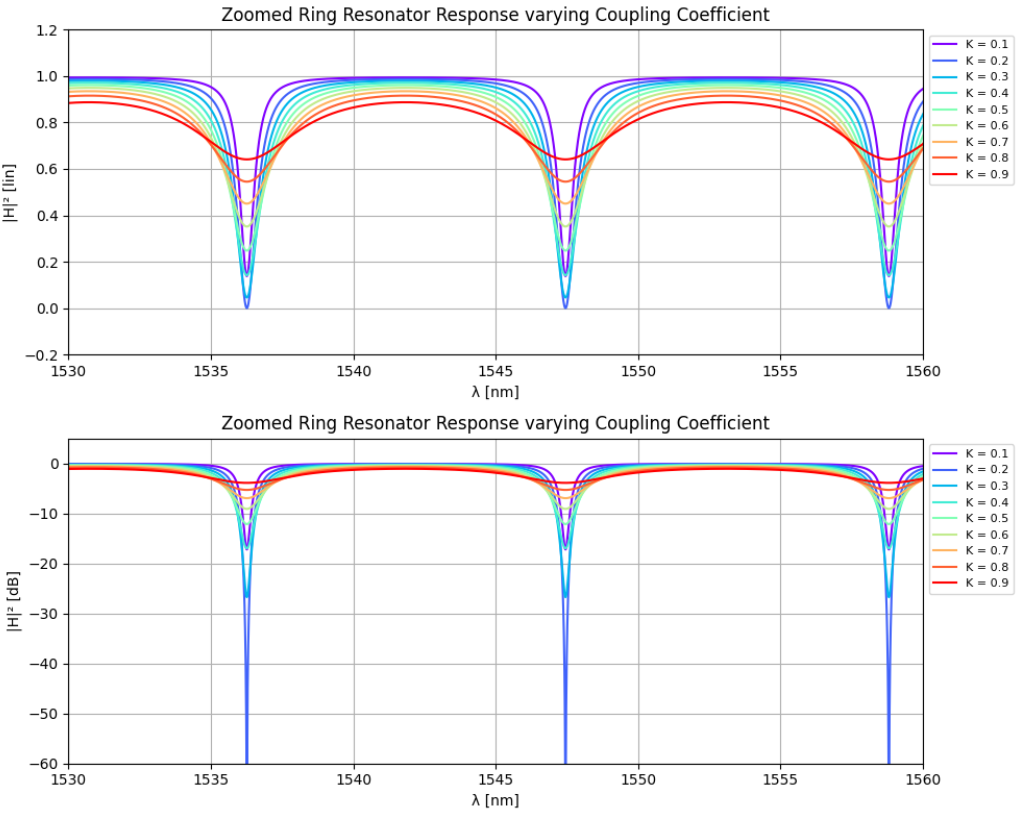 Zoomed Ring Resonator Response varying Coupling Coefficient
1.2
1.0
0.8
0.6
0.4
0.2
0.0
−0.2
|H|² [lin]
1530 1535 1540 1545 1550 1555 1560
λ [nm]
K = 0.1
K = 0.2
K = 0.3
K = 0.4
K = 0.5
K = 0.6
K = 0.7
K = 0.8
K = 0.9
Zoomed Ring Resonator Response varying Coupling Coefficient
0
−10
−20
−30
−40
−50
−60
|H|² [dB]
1530 1535 1540 1545 1550 1555 1560
λ [nm]
K = 0.1
K = 0.2
K = 0.3
K = 0.4
K = 0.5
K = 0.6
K = 0.7
K = 0.8
K = 0.9